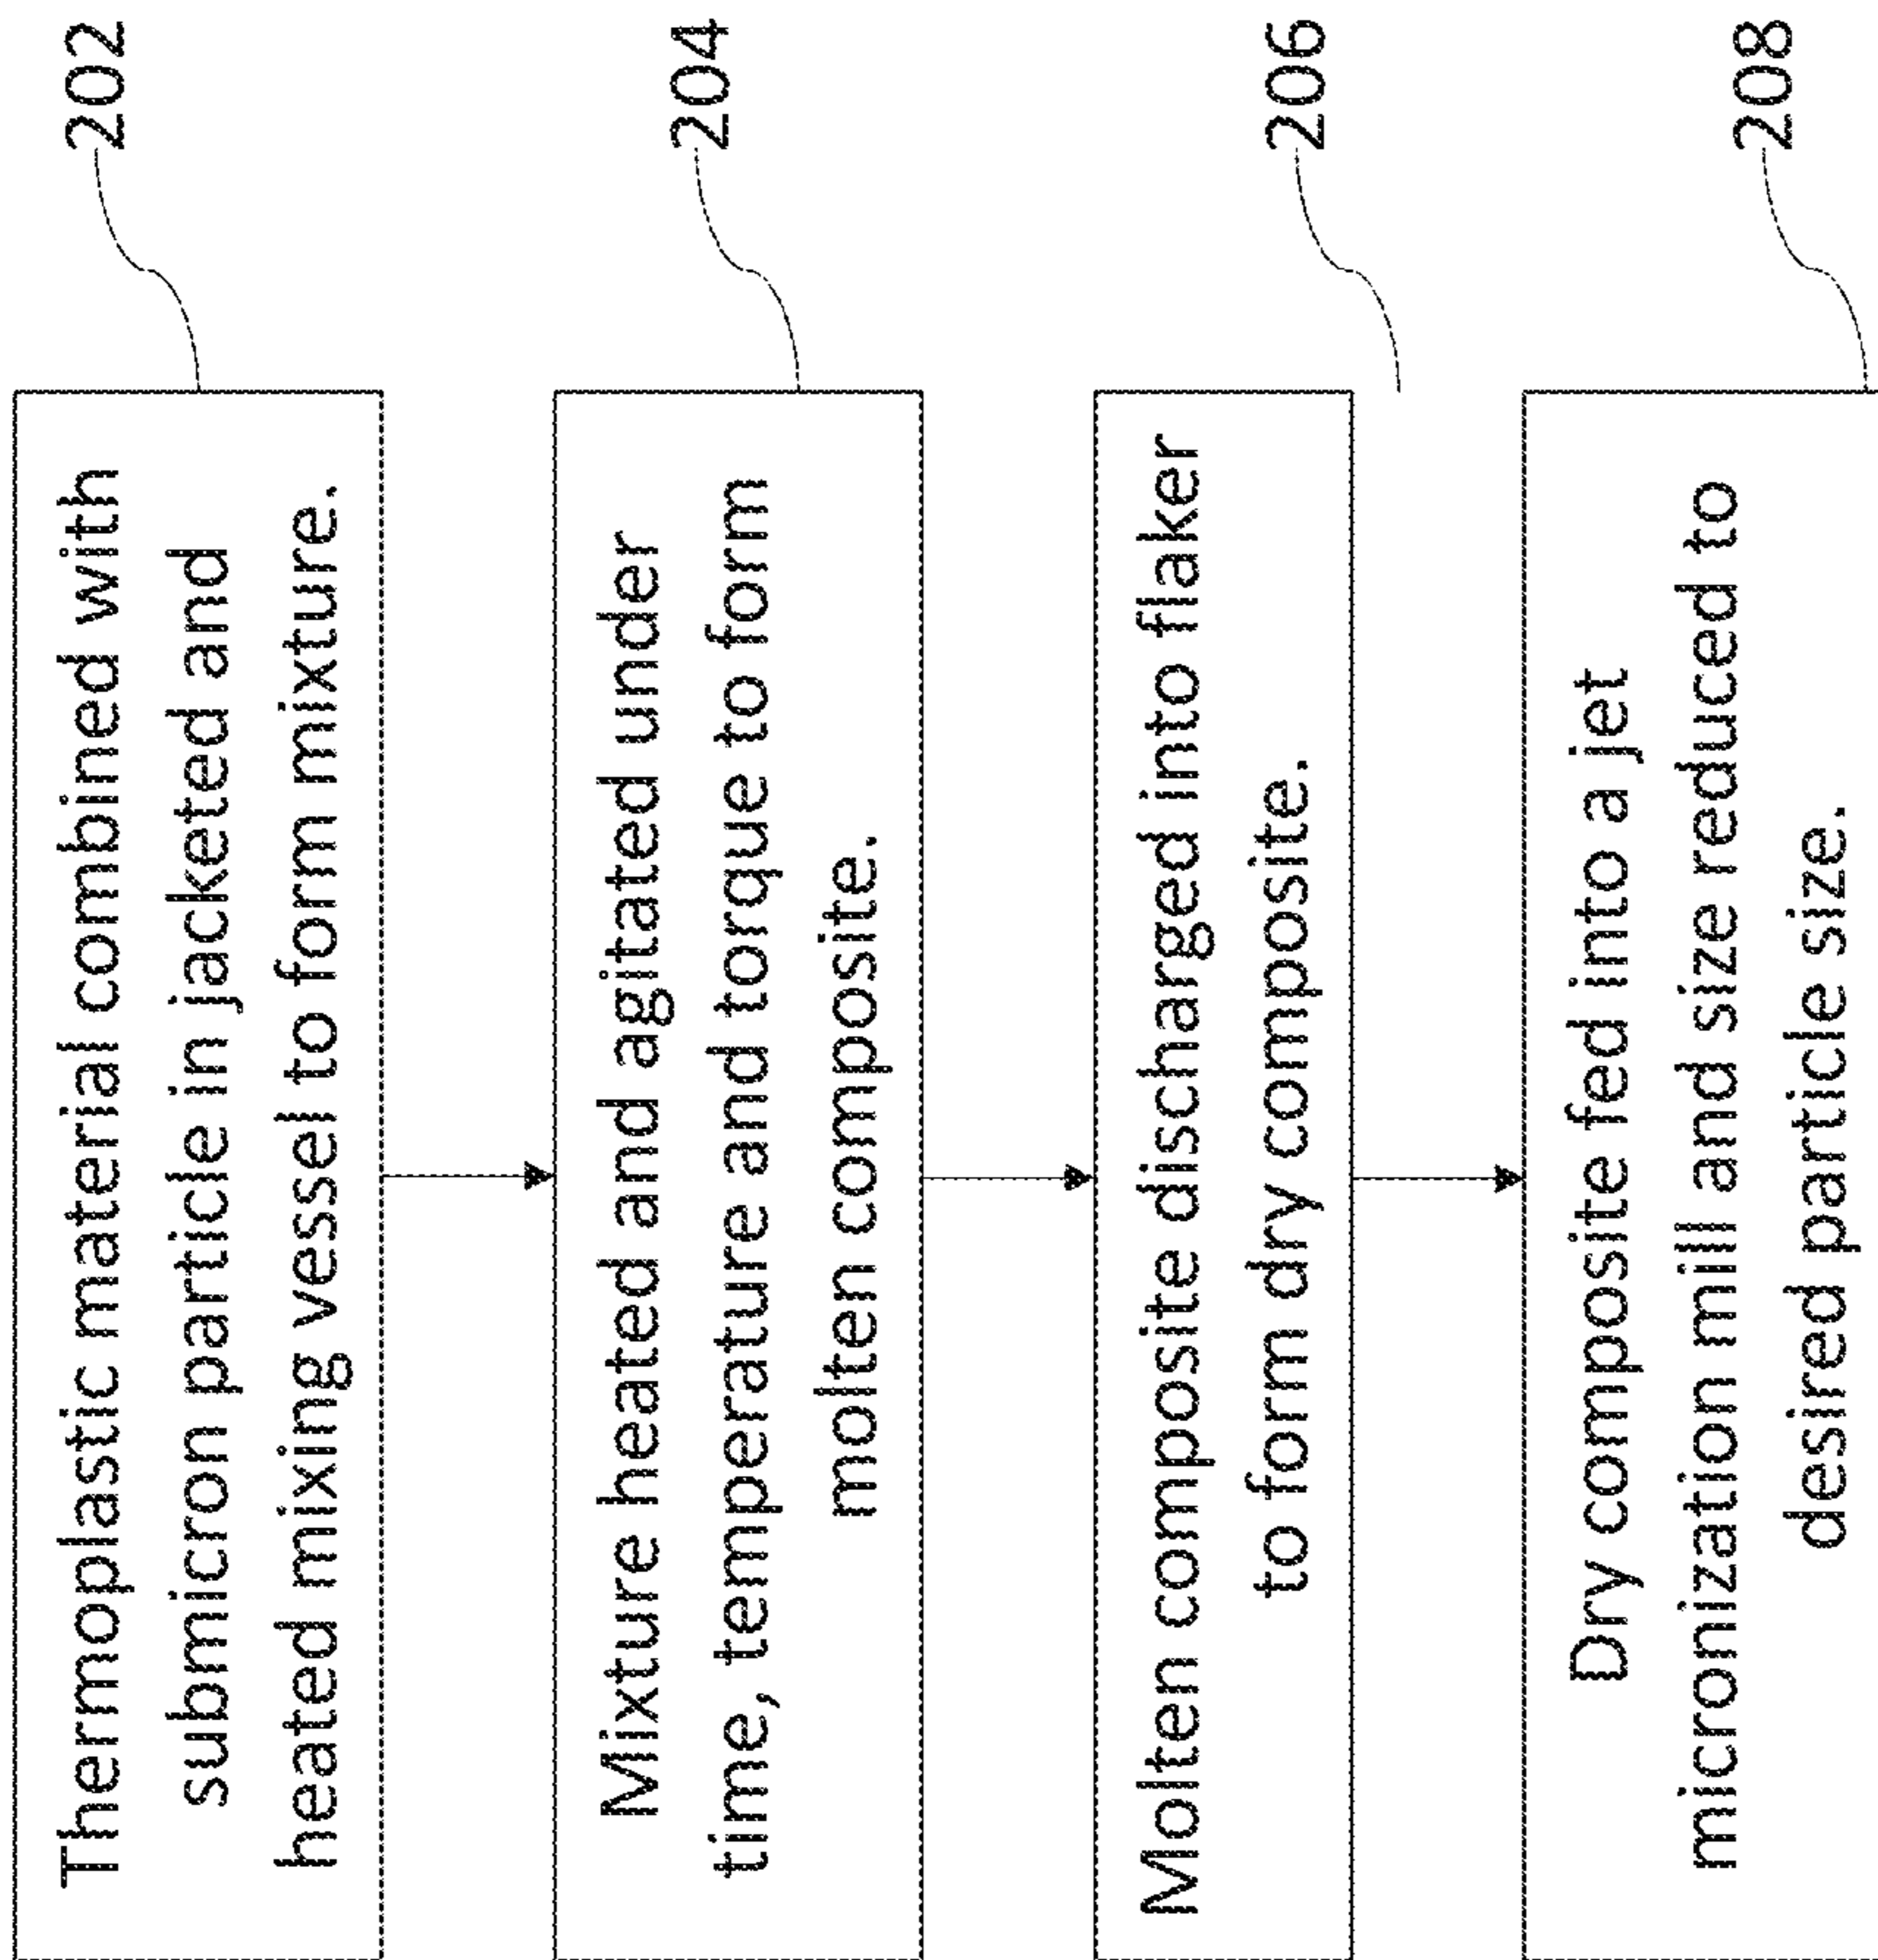 Thermoplastic material combined with
submicron particle in jacketed and
heated mixing vessel to form mixture.
202
Mixture heated and agitated under
time, temperature and torque to form
molten composite.
204
Molten composite discharged into flaker
to form dry composite.
206
Dry composite fed into a jet
micronization mill and size reduced to
desired particle size.
208